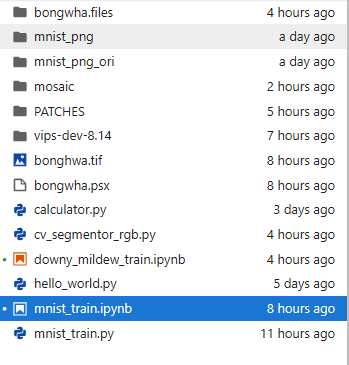 bongwha.files 4 hours ago
mnist_png a day ago
mnist_png_ori a day ago
mosaic 2 hours ago
PATCHES 5 hours ago
vips-dev-8.14 7 hours ago
bonghwa.tif 8 hours ago
bongwha.psx 8 hours ago
calculator.py 3 days ago
cv_segmentor_rgb.py 4 hours ago
downy_mildew_train.ipynb 4 hours ago
hello_world.py 5 days ago
mnist_train.ipynb 8 hours ago
mnist_train.py 11 hours ago